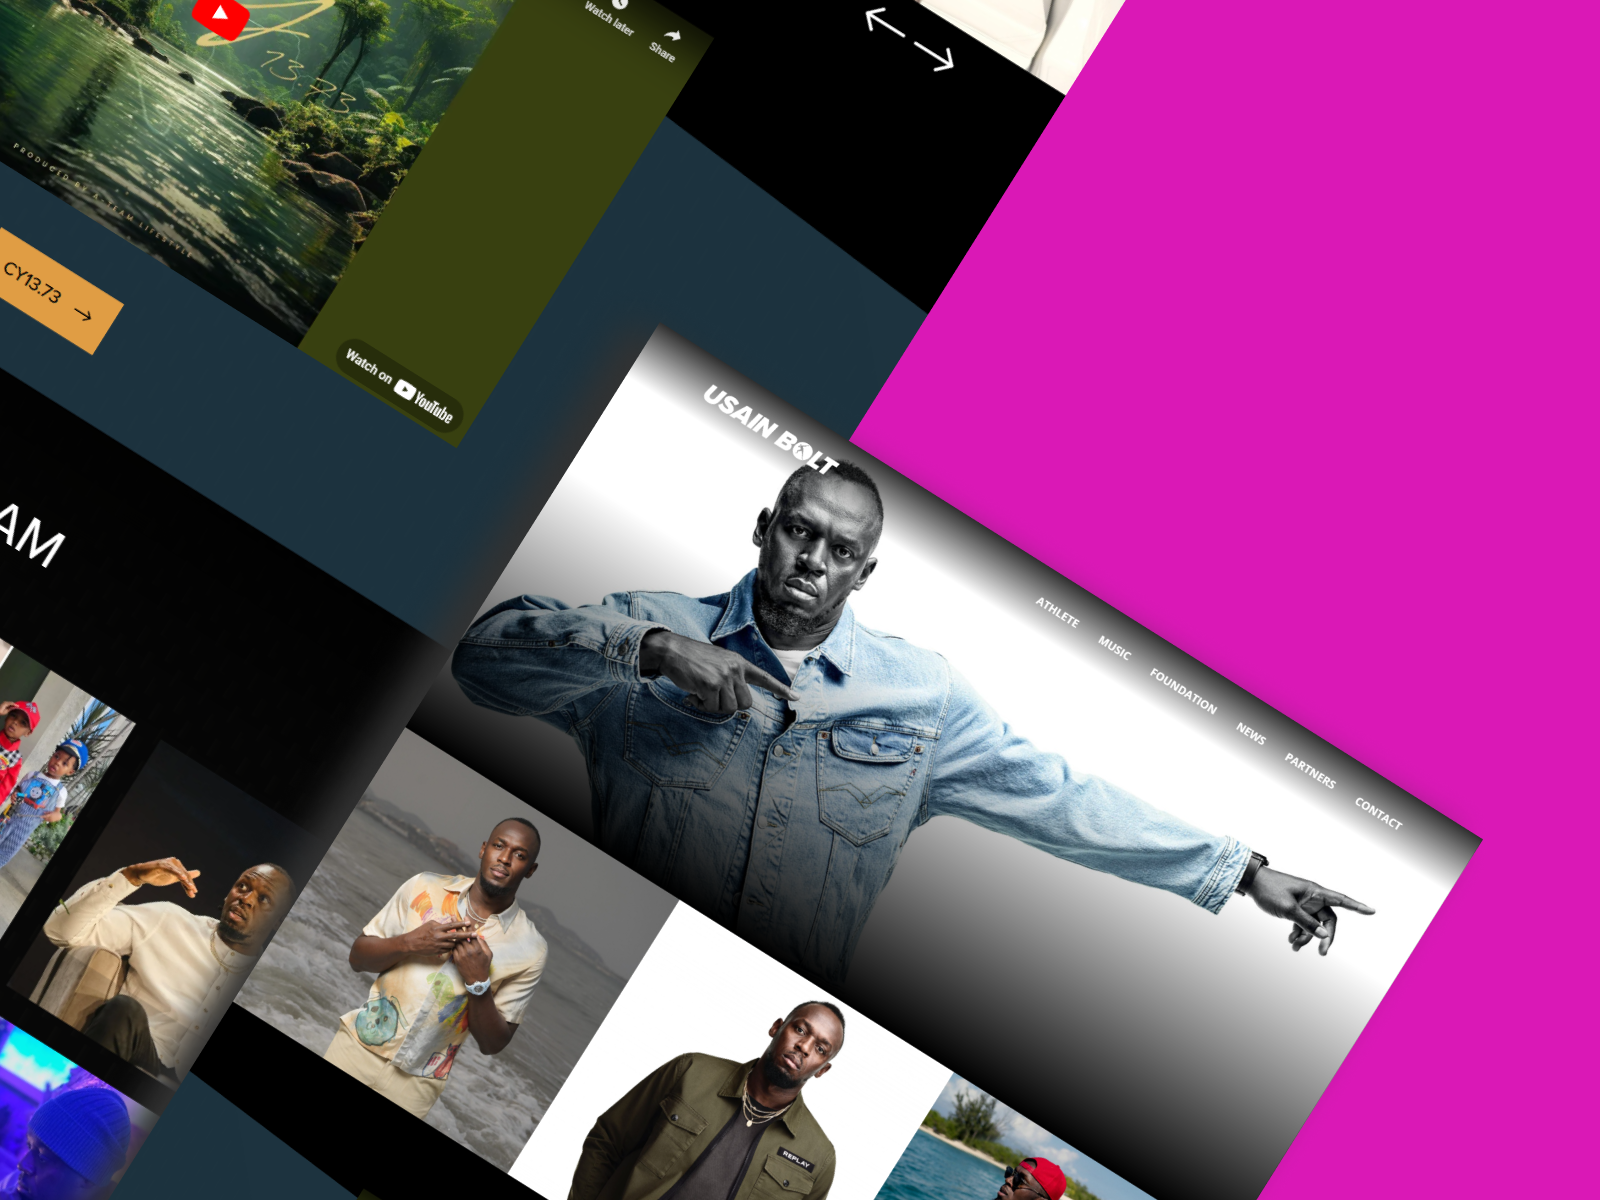 Watch later
Share
13.73
PRODUCED BY A-TEAM LIFESTYLE
CY13.73 →
Watch on YouTube
AM
USAIN BOLT
ATHLETE
MUSIC
FOUNDATION
NEWS
PARTNERS
CONTACT
REPLAY